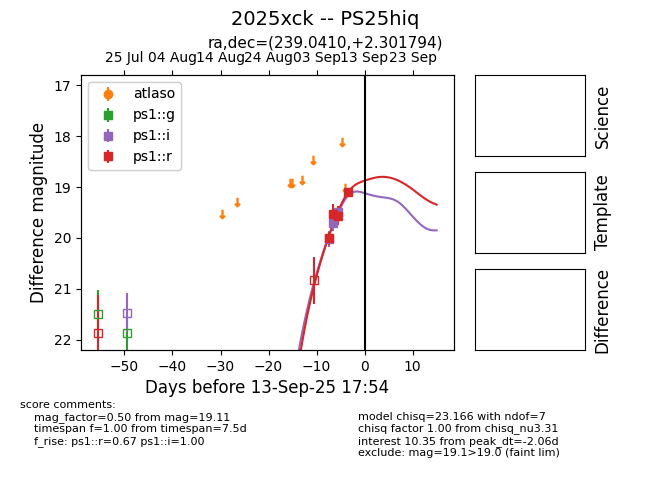 2025xck -- PS25hiq
ra,dec=(239.0410,+2.301794)
25 Jul 04 Aug14 Aug24 Aug03 Sep13 Sep23 Sep
atlaso
ps1::g
ps1::i
ps1::r
17
18
19
20
21
22
Difference magnitude
−50 −40 −30 −20 −10 0 10
Days before 13-Sep-25 17:54
Science
Template
Difference
score comments:
mag_factor=0.50 from mag=19.11
timespan f=1.00 from timespan=7.5d
f_rise: ps1::r=0.67 ps1::i=1.00
model chisq=23.166 with ndof=7
chisq factor 1.00 from chisq_nu3.31
interest 10.35 from peak_dt=-2.06d
exclude: mag=19.1>19.0 (faint lim)